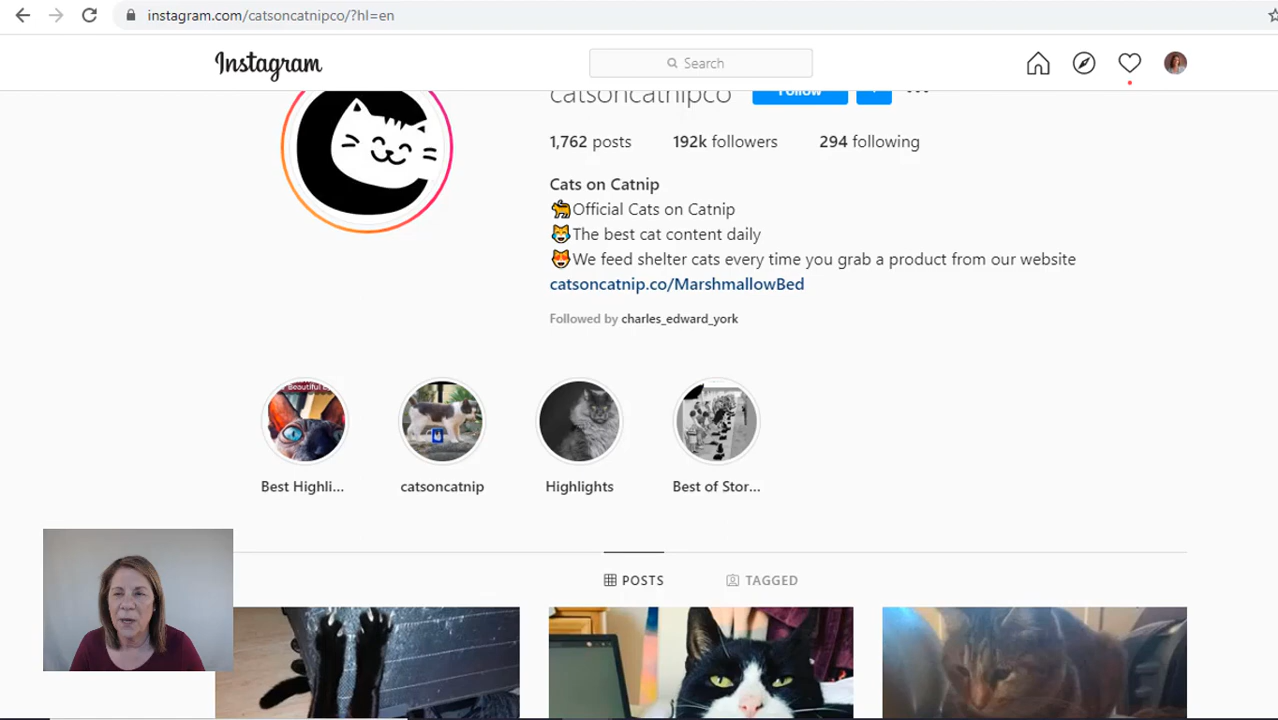 instagram.com/catsoncatnipco/?hl=en
Instagram
Search
catsoncatnipco Follow
1,762 posts 192k followers 294 following
Cats on Catnip
🐈Official Cats on Catnip
😹The best cat content daily
😻We feed shelter cats every time you grab a product from our website
catsoncatnip.co/MarshmallowBed
Followed by charles_edward_york
Beautiful
Best Highli... catsoncatnip Highlights Best of Stor...
POSTS TAGGED